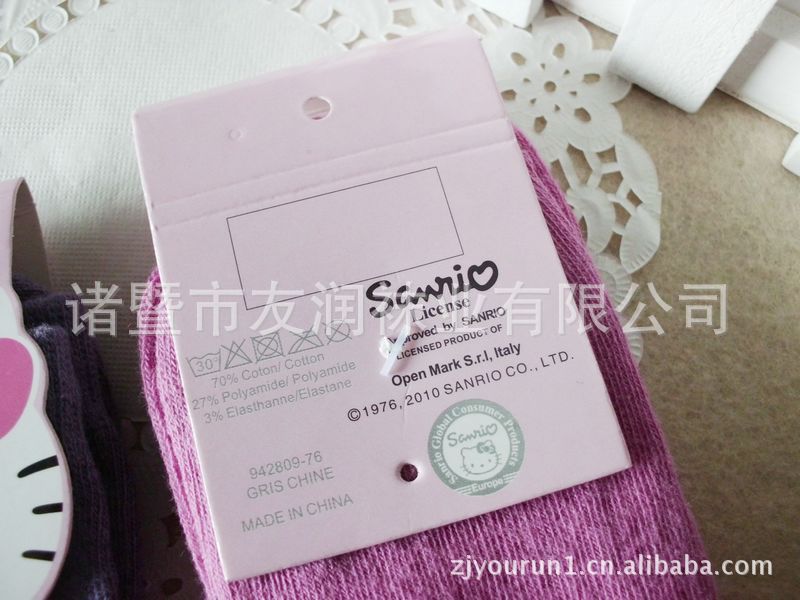 Sanrio
License
Approved by SANRIO
LICENSED PRODUCT OF
Open Mark S.r.l, Italy
©1976, 2010 SANRIO CO., LTD.
30°
70% Coton/ Cotton
27% Polyamide/ Polyamide
3% Elasthanne/Elastane
942809-76
GRIS CHINE
MADE IN CHINA
Sanrio Global Consumer Products
Sanrio
Europe
诸暨市友润袜业有限公司
zjyourun1.cn.alibaba.com